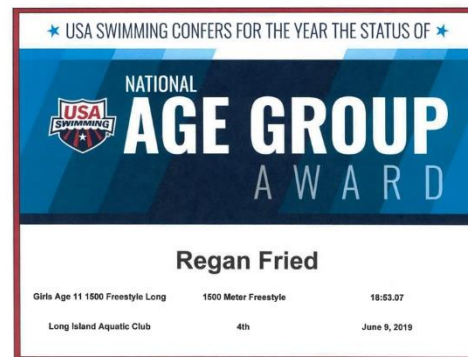 ★ USA SWIMMING CONFERS FOR THE YEAR THE STATUS OF ★
NATIONAL
USA
SWIMMING
AGE GROUP
AWARD
Regan Fried
Girls Age 11 1500 Freestyle Long 1500 Meter Freestyle 18:53.07
Long Island Aquatic Club 4th June 9, 2019